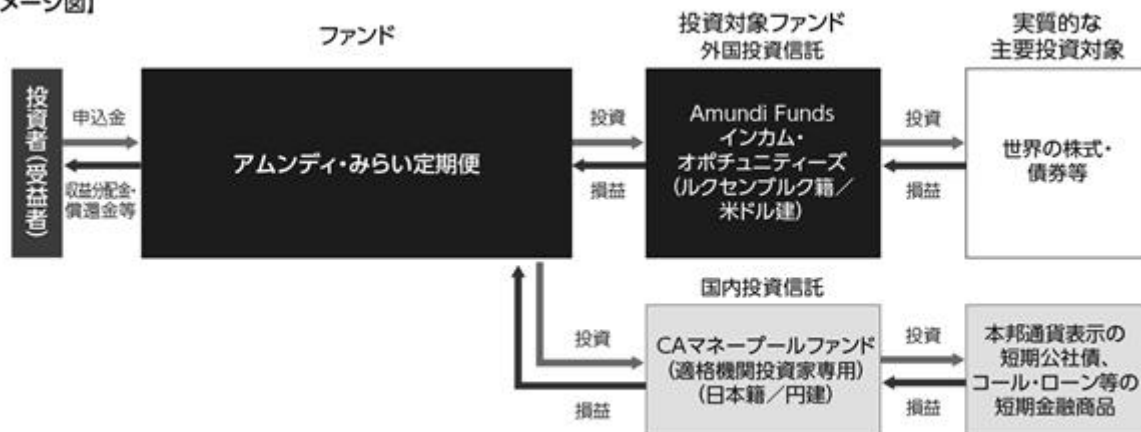 メージ図】
ファンド
投資対象ファンド
外国投資信託
実質的な
主要投資対象
投資者(受益者)
申込金
収益分配金・
償還金等
アムンディ・みらい定期便
投資
損益
Amundi Funds
インカム・
オポチュニティーズ
(ルクセンブルク籍／
米ドル建)
投資
損益
世界の株式・
債券等
国内投資信託
投資
損益
CAマネープールファンド
(適格機関投資家専用)
(日本籍／円建)
投資
損益
本邦通貨表示の
短期公社債、
コール・ローン等の
短期金融商品